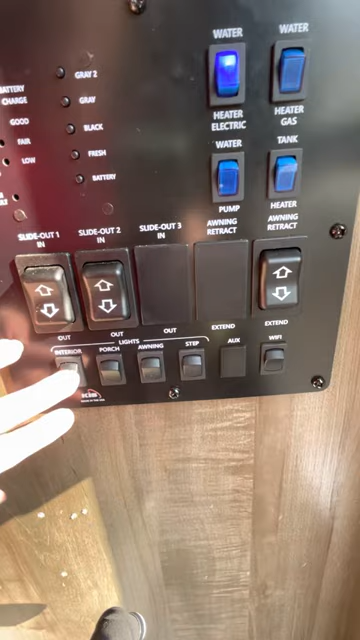 WATER WATER
GRAY 2
BATTERY
CHARGE
GRAY
HEATER
ELECTRIC
HEATER
GAS
GOOD
BLACK
FAIR
WATER TANK
LOW
FRESH
BATTERY
PUMP HEATER
SLIDE-OUT 1
IN
SLIDE-OUT 2
IN
SLIDE-OUT 3
IN
AWNING
RETRACT
AWNING
RETRACT
OUT OUT OUT EXTEND EXTEND
LIGHTS
INTERIOR PORCH AWNING STEP AUX WIFI